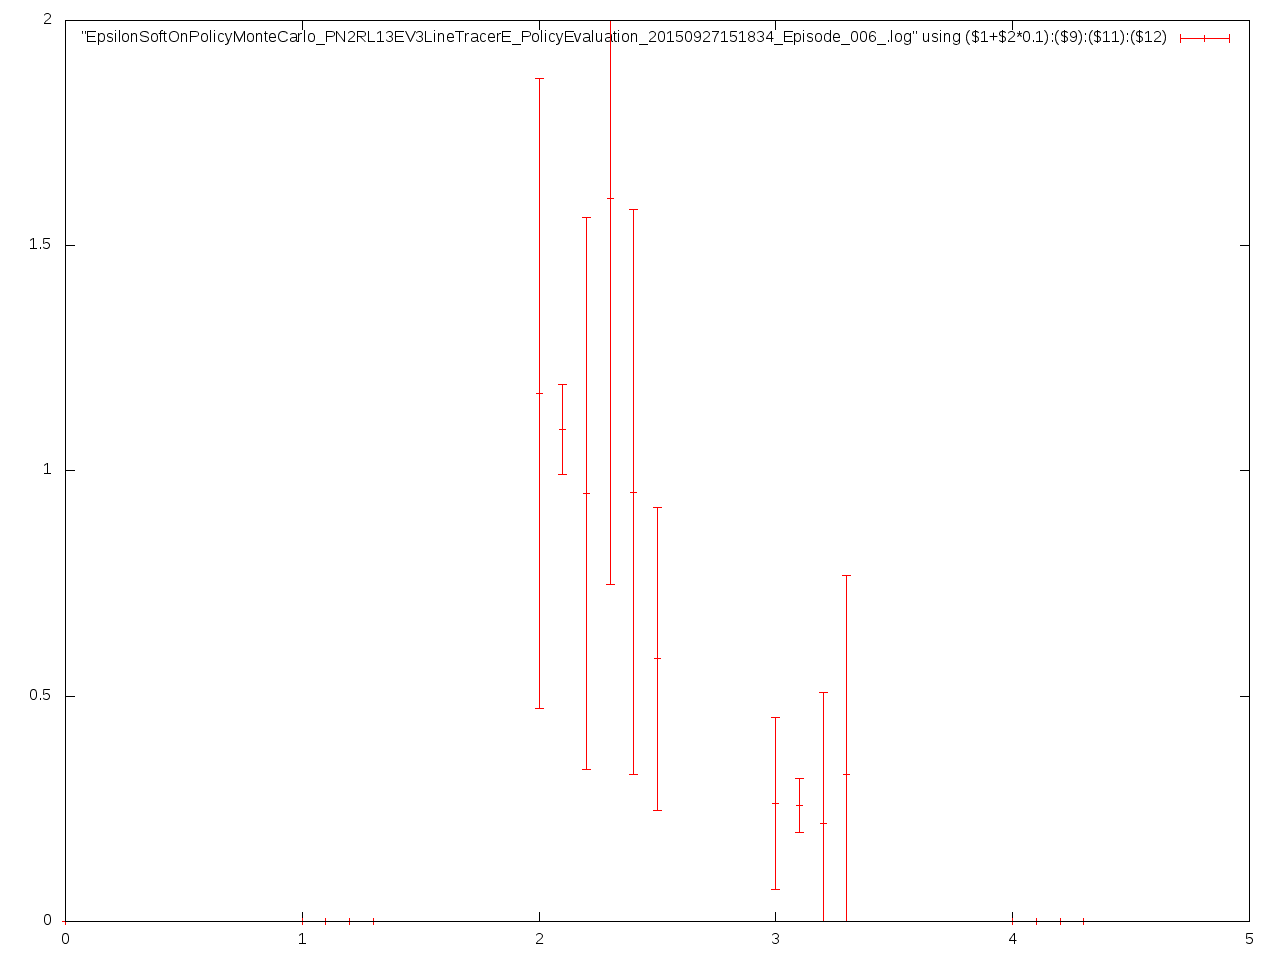 2
"EpsilonSoftOnPolicyMonteCarlo_PN2RL13EV3LineTracerE_PolicyEvaluation_20150927151834_Episode_006_.log" using ($1+$2*0.1):($9):($11):($12)
1.5
1
0.5
0
0 1 2 3 4 5